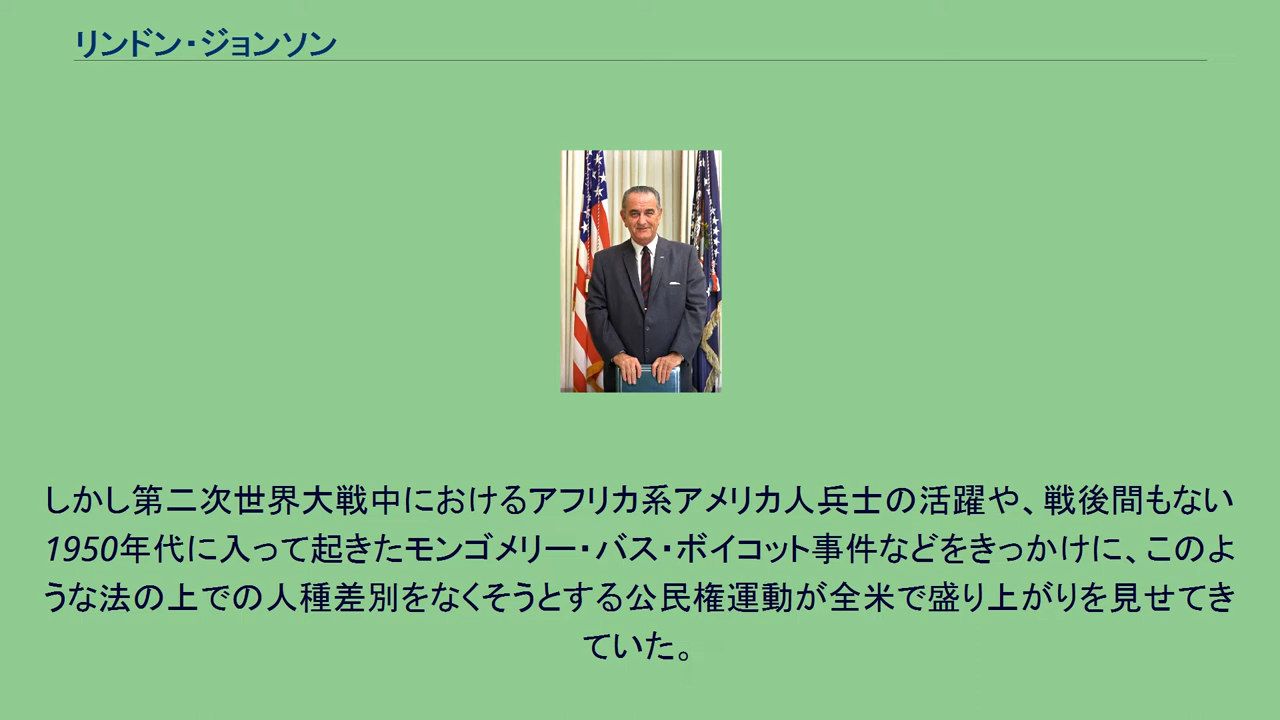 リンドン・ジョンソン
しかし第二次世界大戦中におけるアフリカ系アメリカ人兵士の活躍や、戦後間もない
1950年代に入って起きたモンゴメリー・バス・ボイコット事件などをきっかけに、このよ
うな法の上での人種差別をなくそうとする公民権運動が全米で盛り上がりを見せてき
ていた。